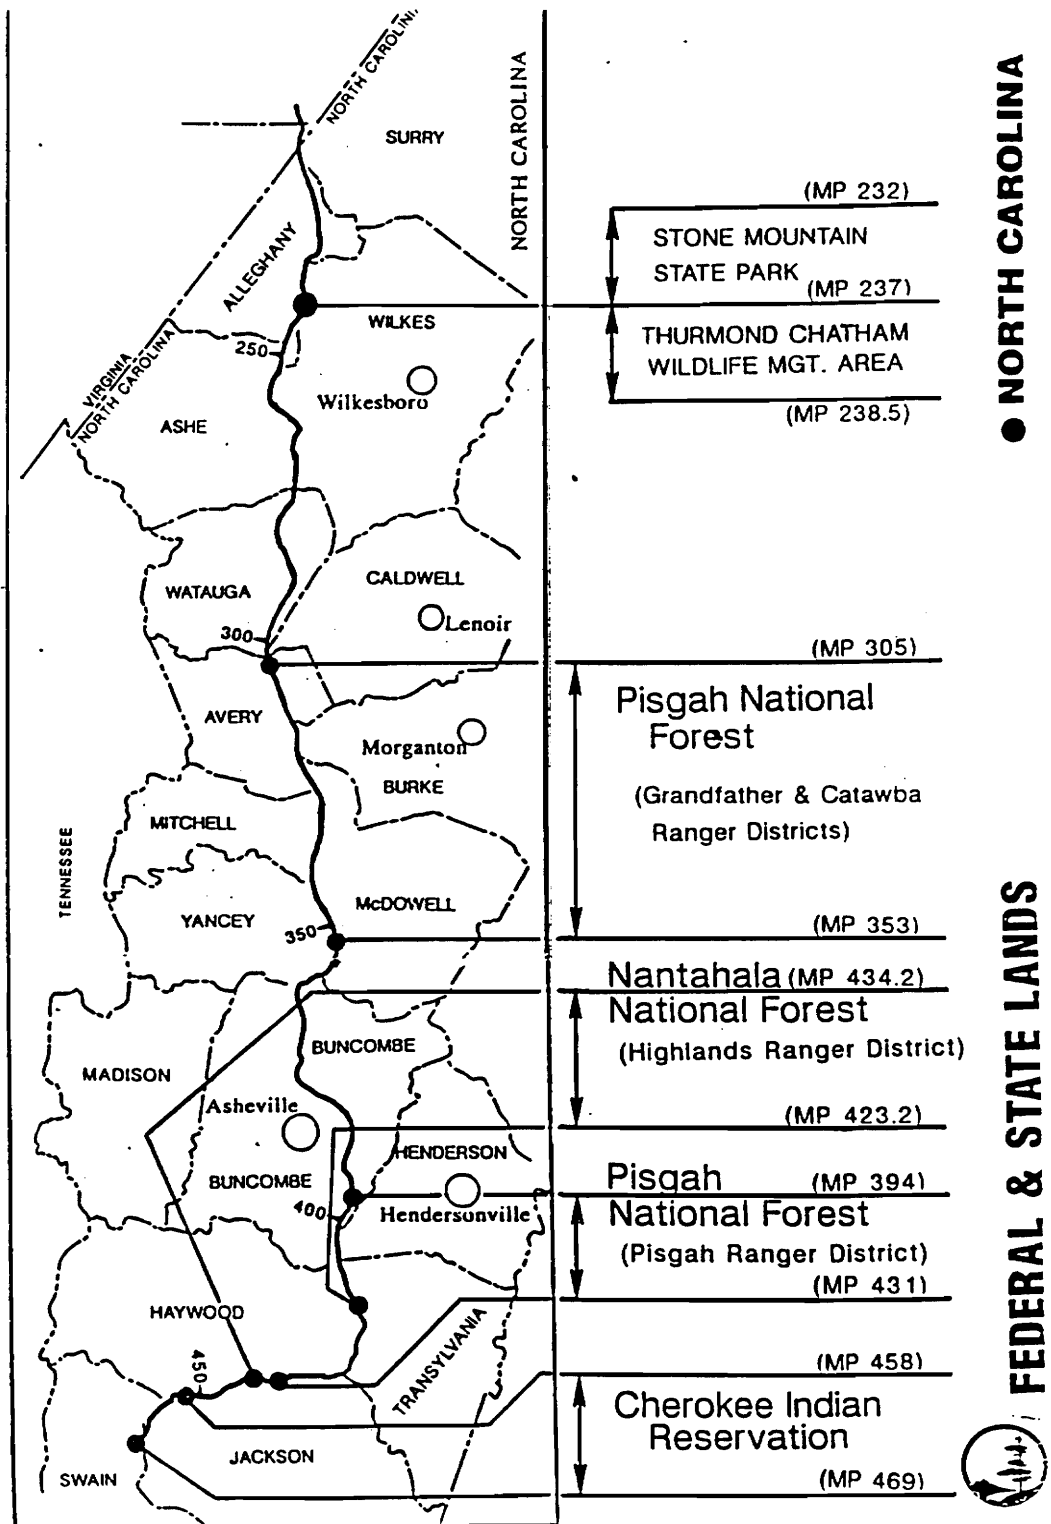 NORTH CAROLINA
NORTH CAROLINA
SURRY
NORTH CAROLINA
ALLEGHANY
VIRGINIA
NORTH CAROLINA
WILKES
250
Wilkesboro
ASHE
WATAUGA
CALDWELL
300
Lenoir
AVERY
Morganton
BURKE
MITCHELL
TENNESSEE
YANCEY
McDOWELL
350
BUNCOMBE
MADISON
Asheville
HENDERSON
BUNCOMBE
400
Hendersonville
HAYWOOD
TRANSYLVANIA
450
JACKSON
SWAIN
(MP 232)
STONE MOUNTAIN
STATE PARK
(MP 237)
THURMOND CHATHAM
WILDLIFE MGT. AREA
(MP 238.5)
(MP 305)
Pisgah National
Forest
(Grandfather & Catawba
Ranger Districts)
(MP 353)
Nantahala (MP 434.2)
National Forest
(Highlands Ranger District)
(MP 423.2)
Pisgah (MP 394)
National Forest
(Pisgah Ranger District)
(MP 431)
(MP 458)
Cherokee Indian
Reservation
(MP 469)
FEDERAL & STATE LANDS ● NORTH CAROLINA